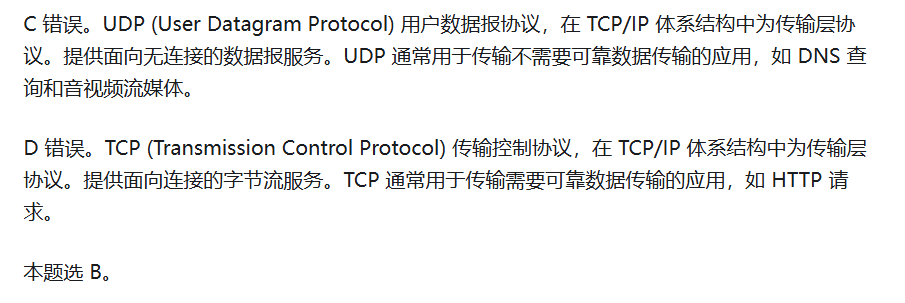 C 错误。UDP (User Datagram Protocol) 用户数据报协议，在 TCP/IP 体系结构中为传输层协
议。提供面向无连接的数据报服务。UDP 通常用于传输不需要可靠数据传输的应用，如 DNS 查
询和音视频流媒体。
D 错误。TCP (Transmission Control Protocol) 传输控制协议，在 TCP/IP 体系结构中为传输层
协议。提供面向连接的字节流服务。TCP 通常用于传输需要可靠数据传输的应用，如 HTTP 请
求。
本题选 B。